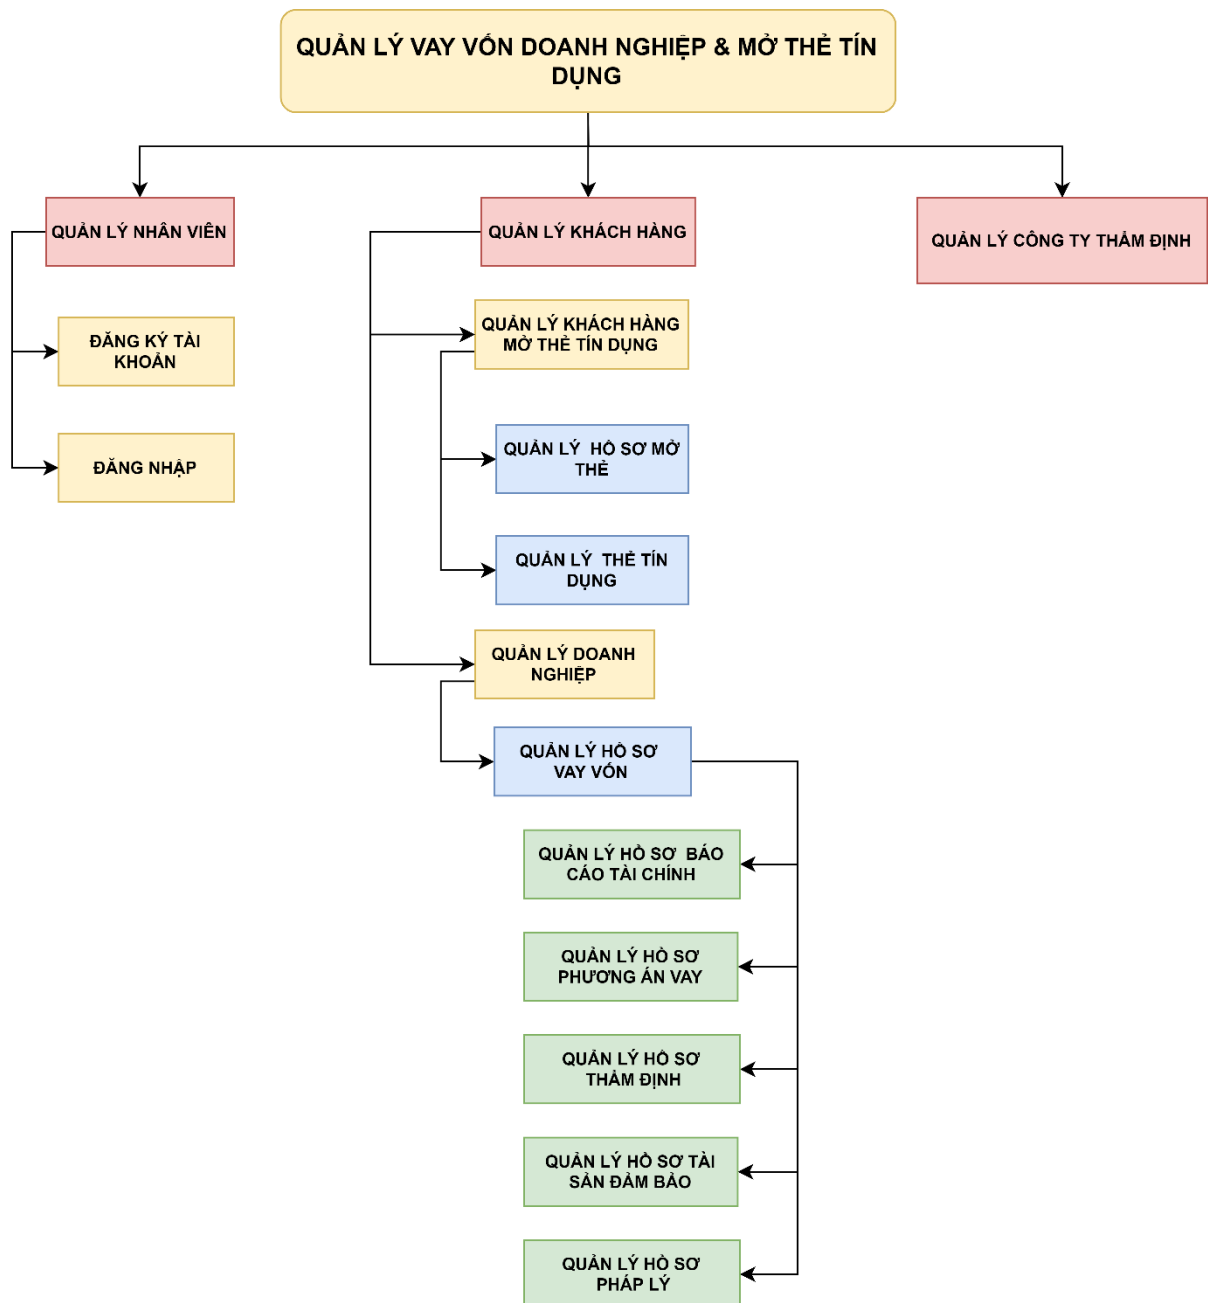 QUẢN LÝ VAY VỐN DOANH NGHIỆP & MỞ THẺ TÍN
DỤNG
QUẢN LÝ NHÂN VIÊN
QUẢN LÝ KHÁCH HÀNG
QUẢN LÝ CÔNG TY THẨM ĐỊNH
ĐĂNG KÝ TÀI
KHOẢN
ĐĂNG NHẬP
QUẢN LÝ KHÁCH HÀNG
MỞ THẺ TÍN DỤNG
QUẢN LÝ HỒ SƠ MỞ
THẺ
QUẢN LÝ THẺ TÍN
DỤNG
QUẢN LÝ DOANH
NGHIỆP
QUẢN LÝ HỒ SƠ
VAY VỐN
QUẢN LÝ HỒ SƠ BÁO
CÁO TÀI CHÍNH
QUẢN LÝ HỒ SƠ
PHƯƠNG ÁN VAY
QUẢN LÝ HỒ SƠ
THẨM ĐỊNH
QUẢN LÝ HỒ SƠ TÀI
SẢN ĐẢM BẢO
QUẢN LÝ HỒ SƠ
PHÁP LÝ